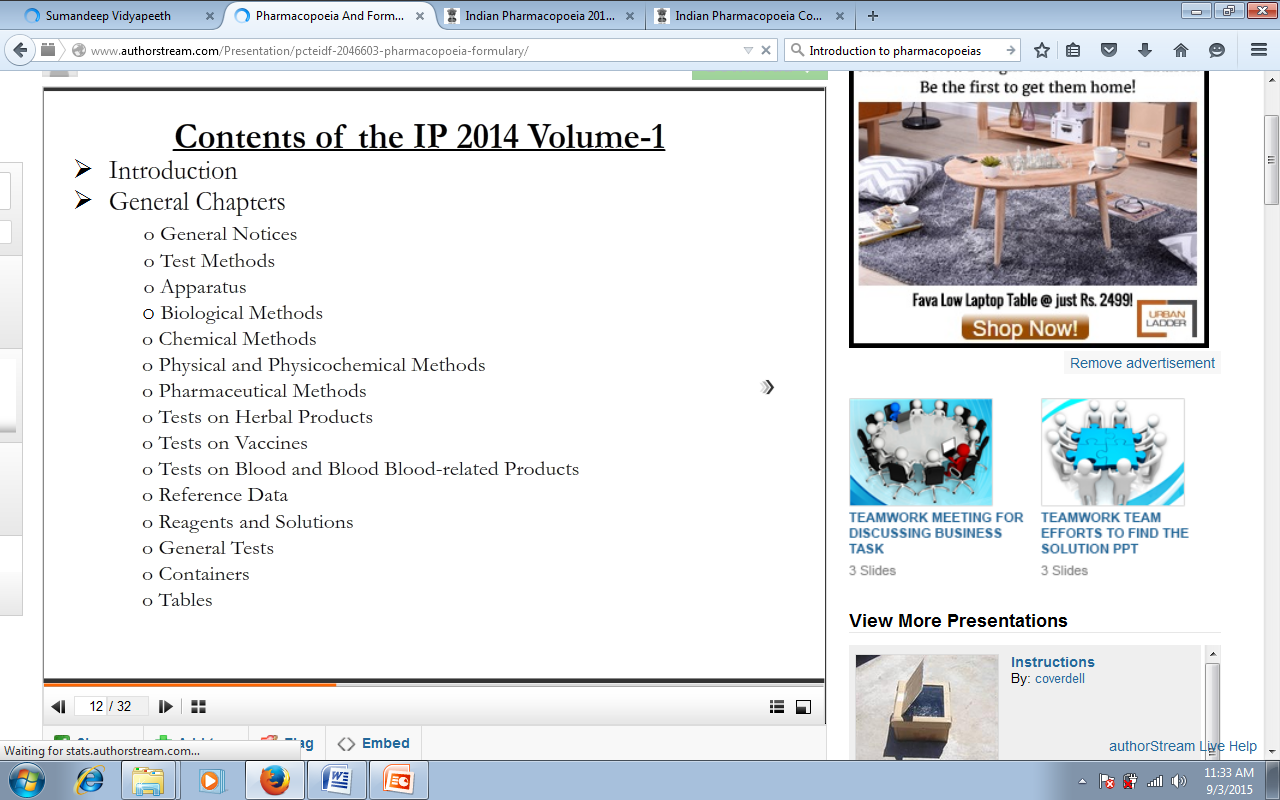 Sumandeep Vidyapeeth
Pharmacopoeia And Form...
Indian Pharmacopoeia 201...
Indian Pharmacopoeia Co...
www.authorstream.com/Presentation/pcteidf-2046603-pharmacopoeia-formulary/
Introduction to pharmacopoeias
Contents of the IP 2014 Volume-1
Introduction
General Chapters
o General Notices
o Test Methods
o Apparatus
o Biological Methods
o Chemical Methods
o Physical and Physicochemical Methods
o Pharmaceutical Methods
o Tests on Herbal Products
o Tests on Vaccines
o Tests on Blood and Blood Blood-related Products
o Reference Data
o Reagents and Solutions
o General Tests
o Containers
o Tables
12 / 32
Embed
Waiting for stats.authorstream.com...
Be the first to get them home!
Fava Low Laptop Table @ just Rs. 2499!
Shop Now!
URBAN
LADDER
Remove advertisement
TEAMWORK MEETING FOR
DISCUSSING BUSINESS
TASK
3 Slides
TEAMWORK TEAM
EFFORTS TO FIND THE
SOLUTION PPT
3 Slides
View More Presentations
Instructions
By: coverdell
authorStream Live Help
11:33 AM
9/3/2015